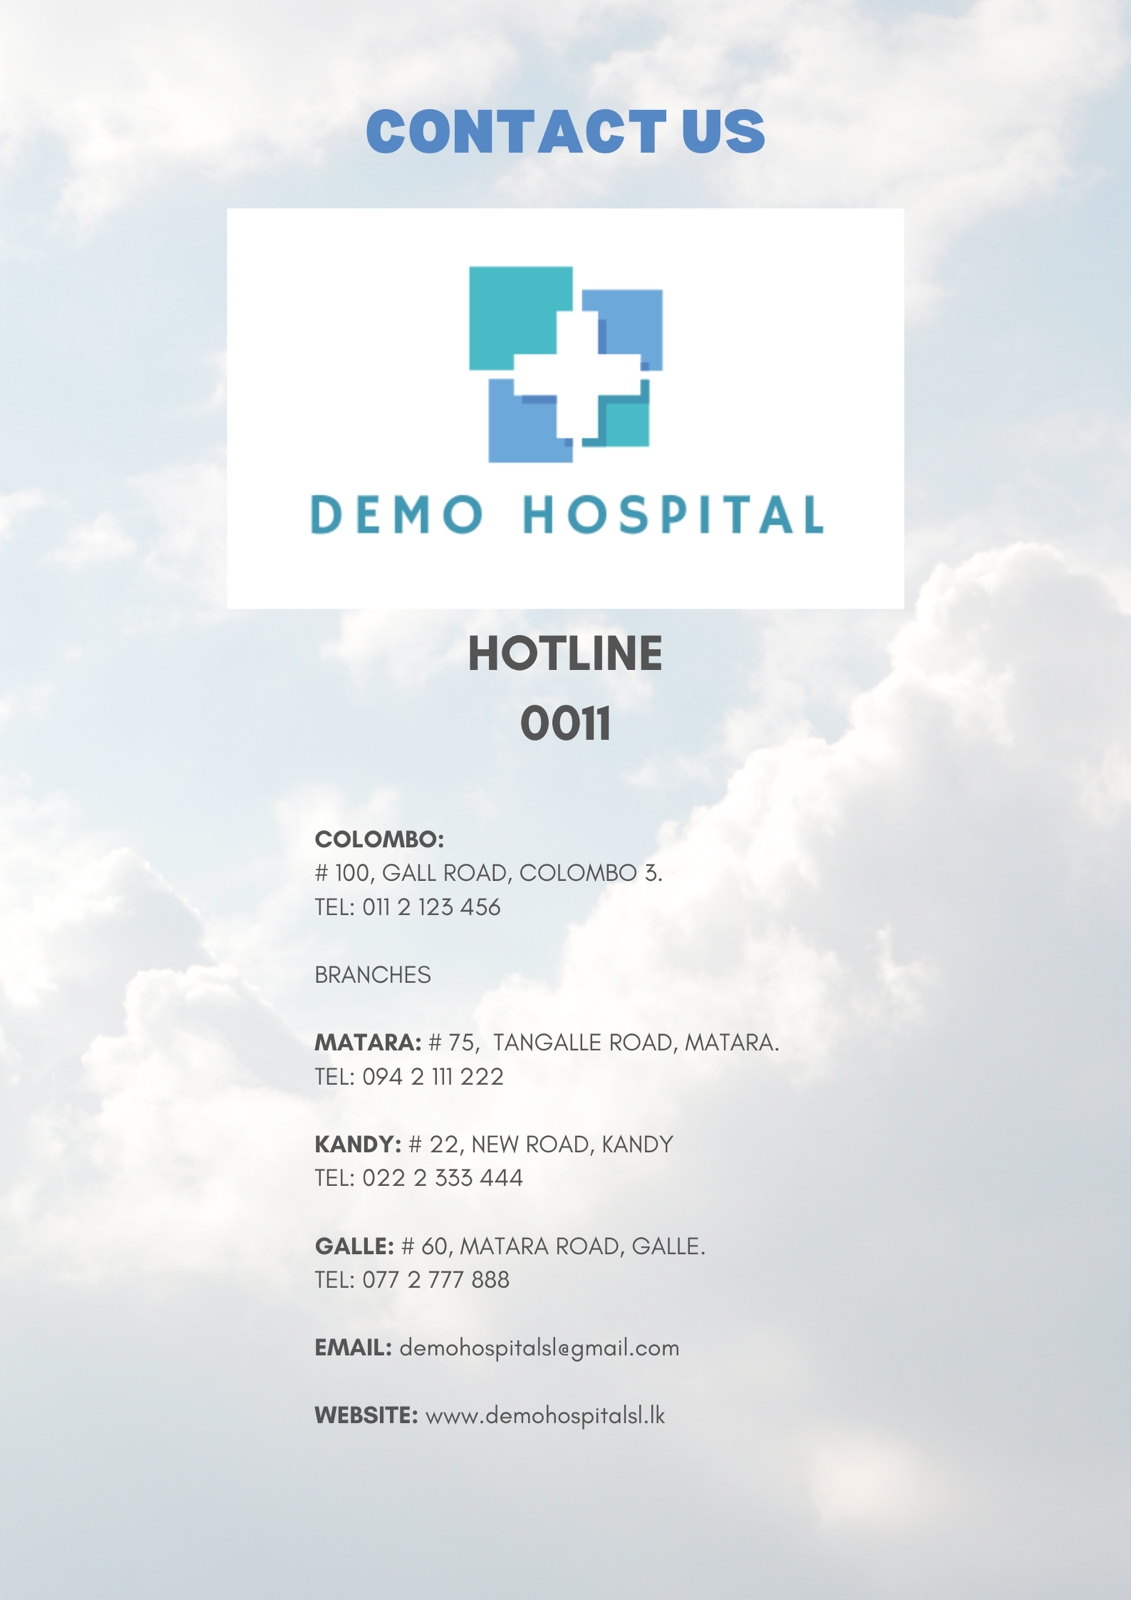 CONTACT US
DEMO HOSPITAL
HOTLINE
0011
COLOMBO:
# 100, GALL ROAD, COLOMBO 3.
TEL: 011 2 123 456
BRANCHES
MATARA: # 75,  TANGALLE ROAD, MATARA.
TEL: 094 2 111 222
KANDY: # 22, NEW ROAD, KANDY
TEL: 022 2 333 444
GALLE: # 60, MATARA ROAD, GALLE.
TEL: 077 2 777 888
EMAIL: demohospitalsl@gmail.com
WEBSITE: www.demohospitalsl.lk